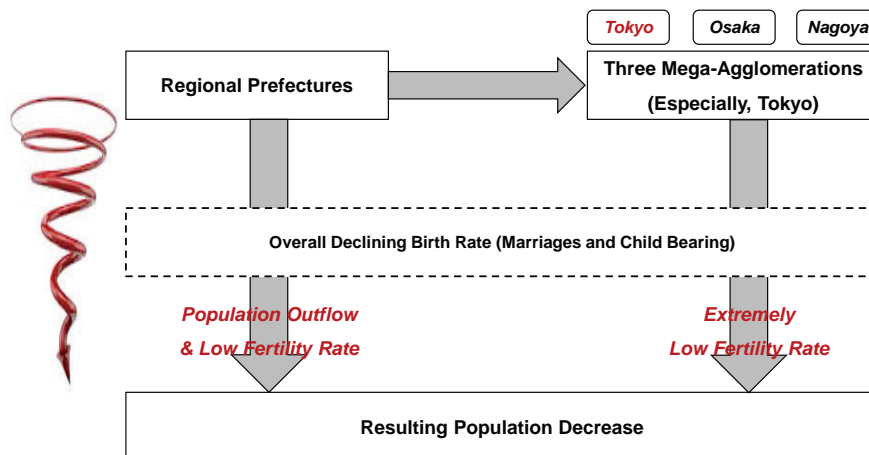 Tokyo
Osaka
Nagoya
Regional Prefectures
Three Mega-Agglomerations
(Especially, Tokyo)
Overall Declining Birth Rate (Marriages and Child Bearing)
Population Outflow
& Low Fertility Rate
Extremely
Low Fertility Rate
Resulting Population Decrease